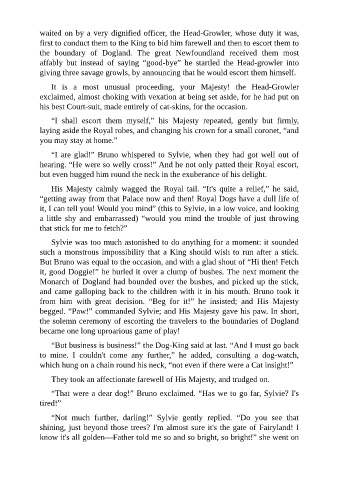 waited on by a very dignified officer, the Head-Growler, whose duty it was,
first to conduct them to the King to bid him farewell and then to escort them to
the boundary of Dogland. The great Newfoundland received them most
affably but instead of saying “good-bye” he startled the Head-growler into
giving three savage growls, by announcing that he would escort them himself.
It is a most unusual proceeding, your Majesty! the Head-Growler
exclaimed, almost choking with vexation at being set aside, for he had put on
his best Court-suit, made entirely of cat-skins, for the occasion.
“I shall escort them myself,” his Majesty repeated, gently but firmly,
laying aside the Royal robes, and changing his crown for a small coronet, “and
you may stay at home.”
“I are glad!” Bruno whispered to Sylvie, when they had got well out of
hearing. “He were so welly cross!” And he not only patted their Royal escort,
but even hugged him round the neck in the exuberance of his delight.
His Majesty calmly wagged the Royal tail. “It's quite a relief,” he said,
“getting away from that Palace now and then! Royal Dogs have a dull life of
it, I can tell you! Would you mind” (this to Sylvie, in a low voice, and looking
a little shy and embarrassed) “would you mind the trouble of just throwing
that stick for me to fetch?”
Sylvie was too much astonished to do anything for a moment: it sounded
such a monstrous impossibility that a King should wish to run after a stick.
But Bruno was equal to the occasion, and with a glad shout of “Hi then! Fetch
it, good Doggie!” he hurled it over a clump of bushes. The next moment the
Monarch of Dogland had bounded over the bushes, and picked up the stick,
and came galloping back to the children with it in his mouth. Bruno took it
from him with great decision. “Beg for it!” he insisted; and His Majesty
begged. “Paw!” commanded Sylvie; and His Majesty gave his paw. In short,
the solemn ceremony of escorting the travelers to the boundaries of Dogland
became one long uproarious game of play!
“But business is business!” the Dog-King said at last. “And I must go back
to mine. I couldn't come any further,” he added, consulting a dog-watch,
which hung on a chain round his neck, “not even if there were a Cat insight!”
They took an affectionate farewell of His Majesty, and trudged on.
“That were a dear dog!” Bruno exclaimed. “Has we to go far, Sylvie? I's
tired!”
“Not much further, darling!” Sylvie gently replied. “Do you see that
shining, just beyond those trees? I'm almost sure it's the gate of Fairyland! I
know it's all golden—Father told me so and so bright, so bright!” she went on